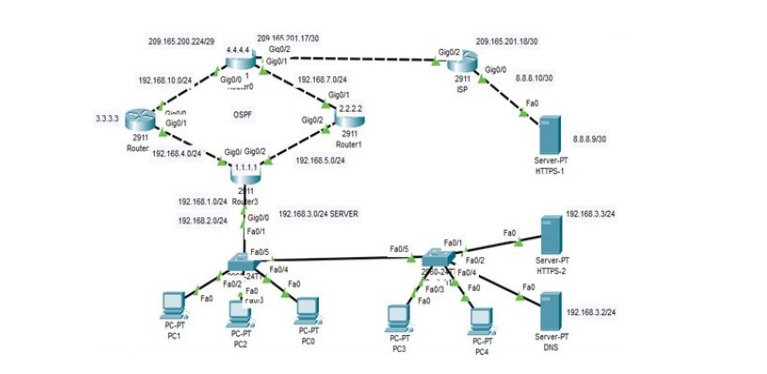 4.4.4.4
209.165.201.17/30
209.165.200.224/29
Gig0/2
Gig0/1
Gig0/0
192.168.10.0/24
192.168.7.0/24
Gig0/2
209.165.201.18/30
2911
ISP
Gig0/0
8.8.8.10/30
Fa0
8.8.8.9/30
Server-PT
HTTPS-1
3.3.3.3
Gig0/1
2911
Router
OSPF
Gig0/1
2.2.2.2
Gig0/2
2911
Router1
192.168.4.0/24
Gig0/2
192.168.5.0/24
1.1.1.1
2911
Router3
192.168.1.0/24
192.168.2.0/24
Gig0/0
192.168.3.0/24 SERVER
Fa0/1
Fa0/5
Fa0/4
Fa0/2
Fa0
Fa0
Fa0
PC-PT
PC1
PC-PT
PC2
PC-PT
PC0
Fa0/5
Fa0/1
Fa0/2
Fa0/4
Fa0/3
Fa0
Fa0
PC-PT
PC3
PC-PT
PC4
Fa0
192.168.3.3/24
Server-PT
HTTPS-2
Fa0
192.168.3.2/24
Server-PT
DNS